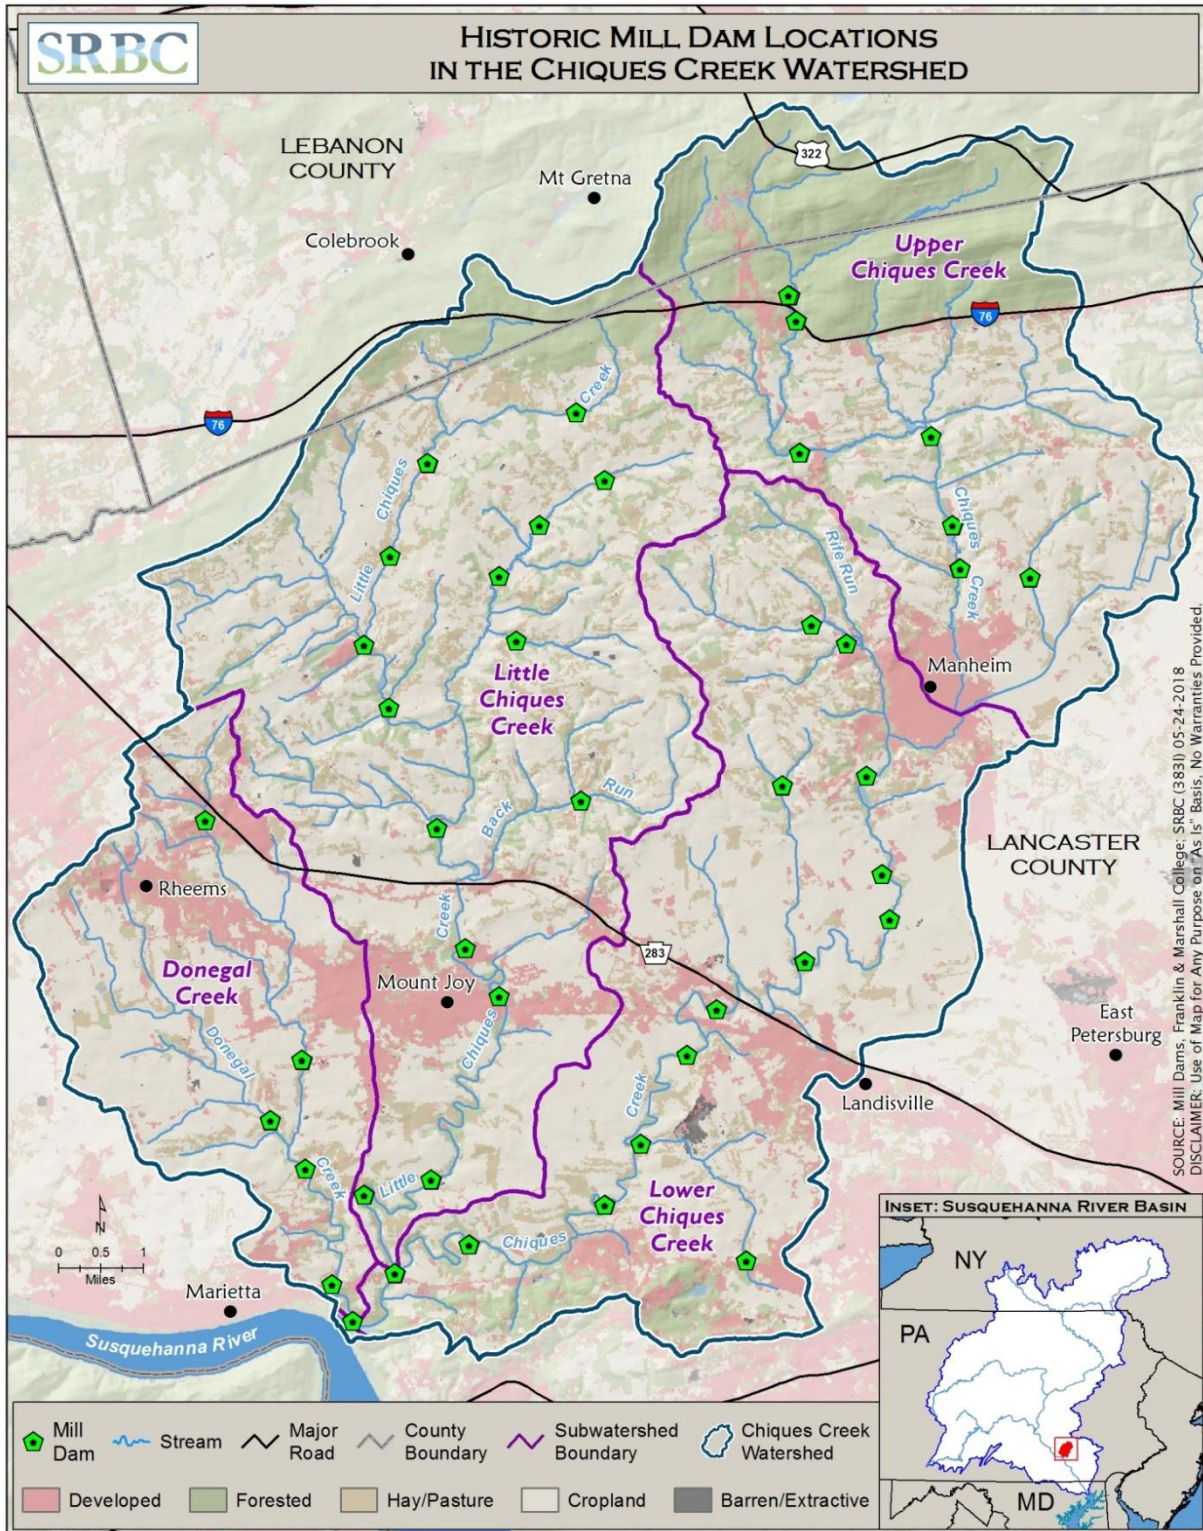 SRBC
HISTORIC MILL DAM LOCATIONS
IN THE CHIQUES CREEK WATERSHED
LEBANON
COUNTY
322
Mt Gretna
Colebrook
Upper
Chiques Creek
76
76
Creek
Chiques
Little
Chiques
Creek
Rife Run
Little
Chiques
Creek
Manheim
Back
Run
LANCASTER
COUNTY
Rheems
Creek
283
Donegal
Creek
Mount Joy
East
Petersburg
Donegal
Chiques
Creek
Landisville
Creek
Little
Lower
Chiques
Creek
Chiques
N
0 0.5 1
Miles
Marietta
Susquehanna River
SOURCE: Mill Dams, Franklin & Marshall College; SRBC (383I) 05-24-2018
DISCLAIMER: Use of Map for Any Purpose on "As Is" Basis, No Warranties Provided.
INSET: SUSQUEHANNA RIVER BASIN
NY
PA
MD
Mill
Dam
Stream
Major
Road
County
Boundary
Subwatershed
Boundary
Chiques Creek
Watershed
Developed
Forested
Hay/Pasture
Cropland
Barren/Extractive